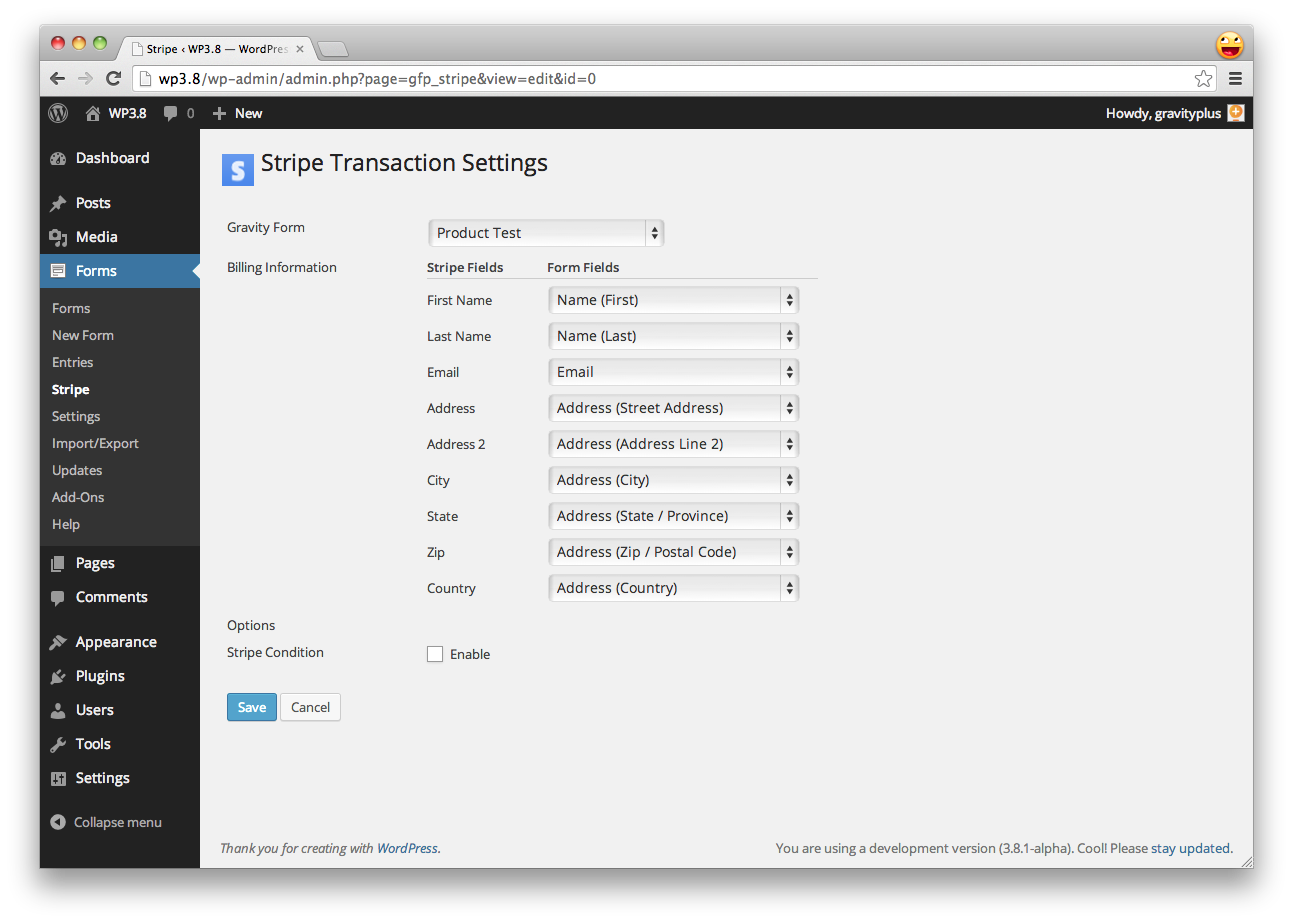 Stripe ‹ WP3.8 — WordPres
wp3.8/wp-admin/admin.php?page=gfp_stripe&view=edit&id=0
WP3.8 0 New Howdy, gravityplus
Dashboard
Posts
Media
Forms
Forms
New Form
Entries
Stripe
Settings
Import/Export
Updates
Add-Ons
Help
Pages
Comments
Appearance
Plugins
Users
Tools
Settings
Collapse menu
S Stripe Transaction Settings
Gravity Form Product Test
Billing Information Stripe Fields Form Fields
First Name Name (First)
Last Name Name (Last)
Email Email
Address Address (Street Address)
Address 2 Address (Address Line 2)
City Address (City)
State Address (State / Province)
Zip Address (Zip / Postal Code)
Country Address (Country)
Options
Stripe Condition Enable
Save Cancel
Thank you for creating with WordPress. You are using a development version (3.8.1-alpha). Cool! Please stay updated.